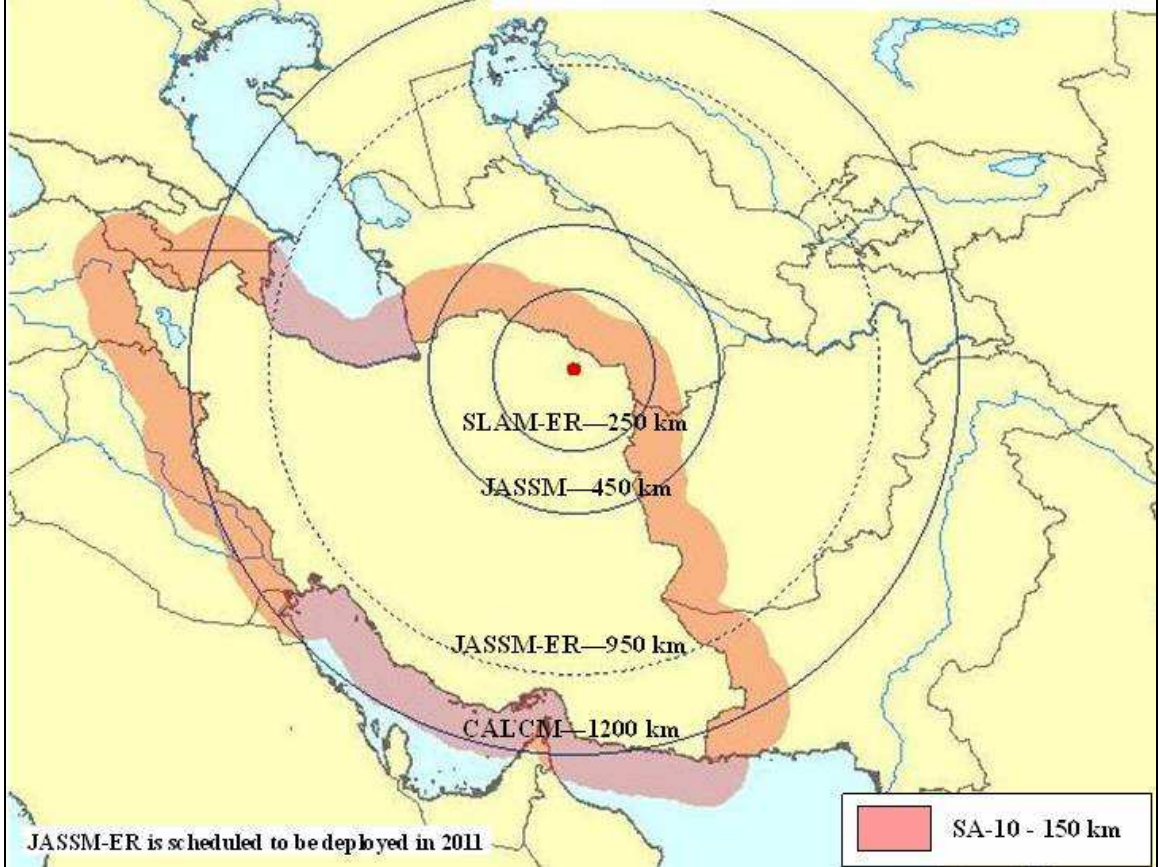 SLAM-ER—250 km
JASSM—450 km
JASSM-ER—950 km
CALCM—1200 km
JASSM-ER is scheduled to be deployed in 2011
SA-10 - 150 km